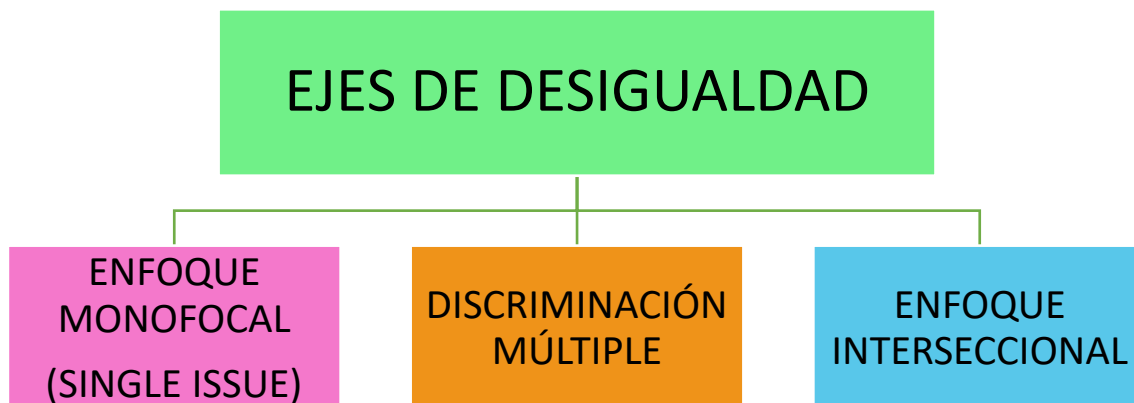 EJES DE DESIGUALDAD
ENFOQUE
MONOFOCAL
(SINGLE ISSUE)
DISCRIMINACIÓN
MÚLTIPLE
ENFOQUE
INTERSECCIONAL